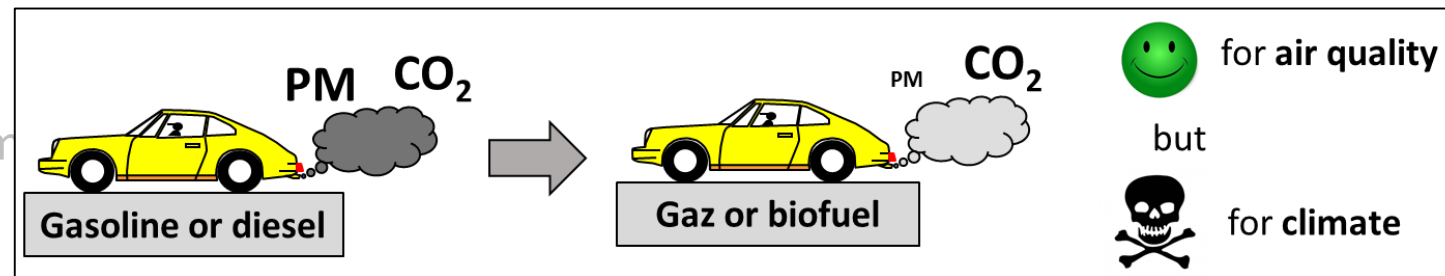 PM CO₂
Gasoline or diesel
PM CO₂
Gaz or biofuel
for air quality
but
for climate